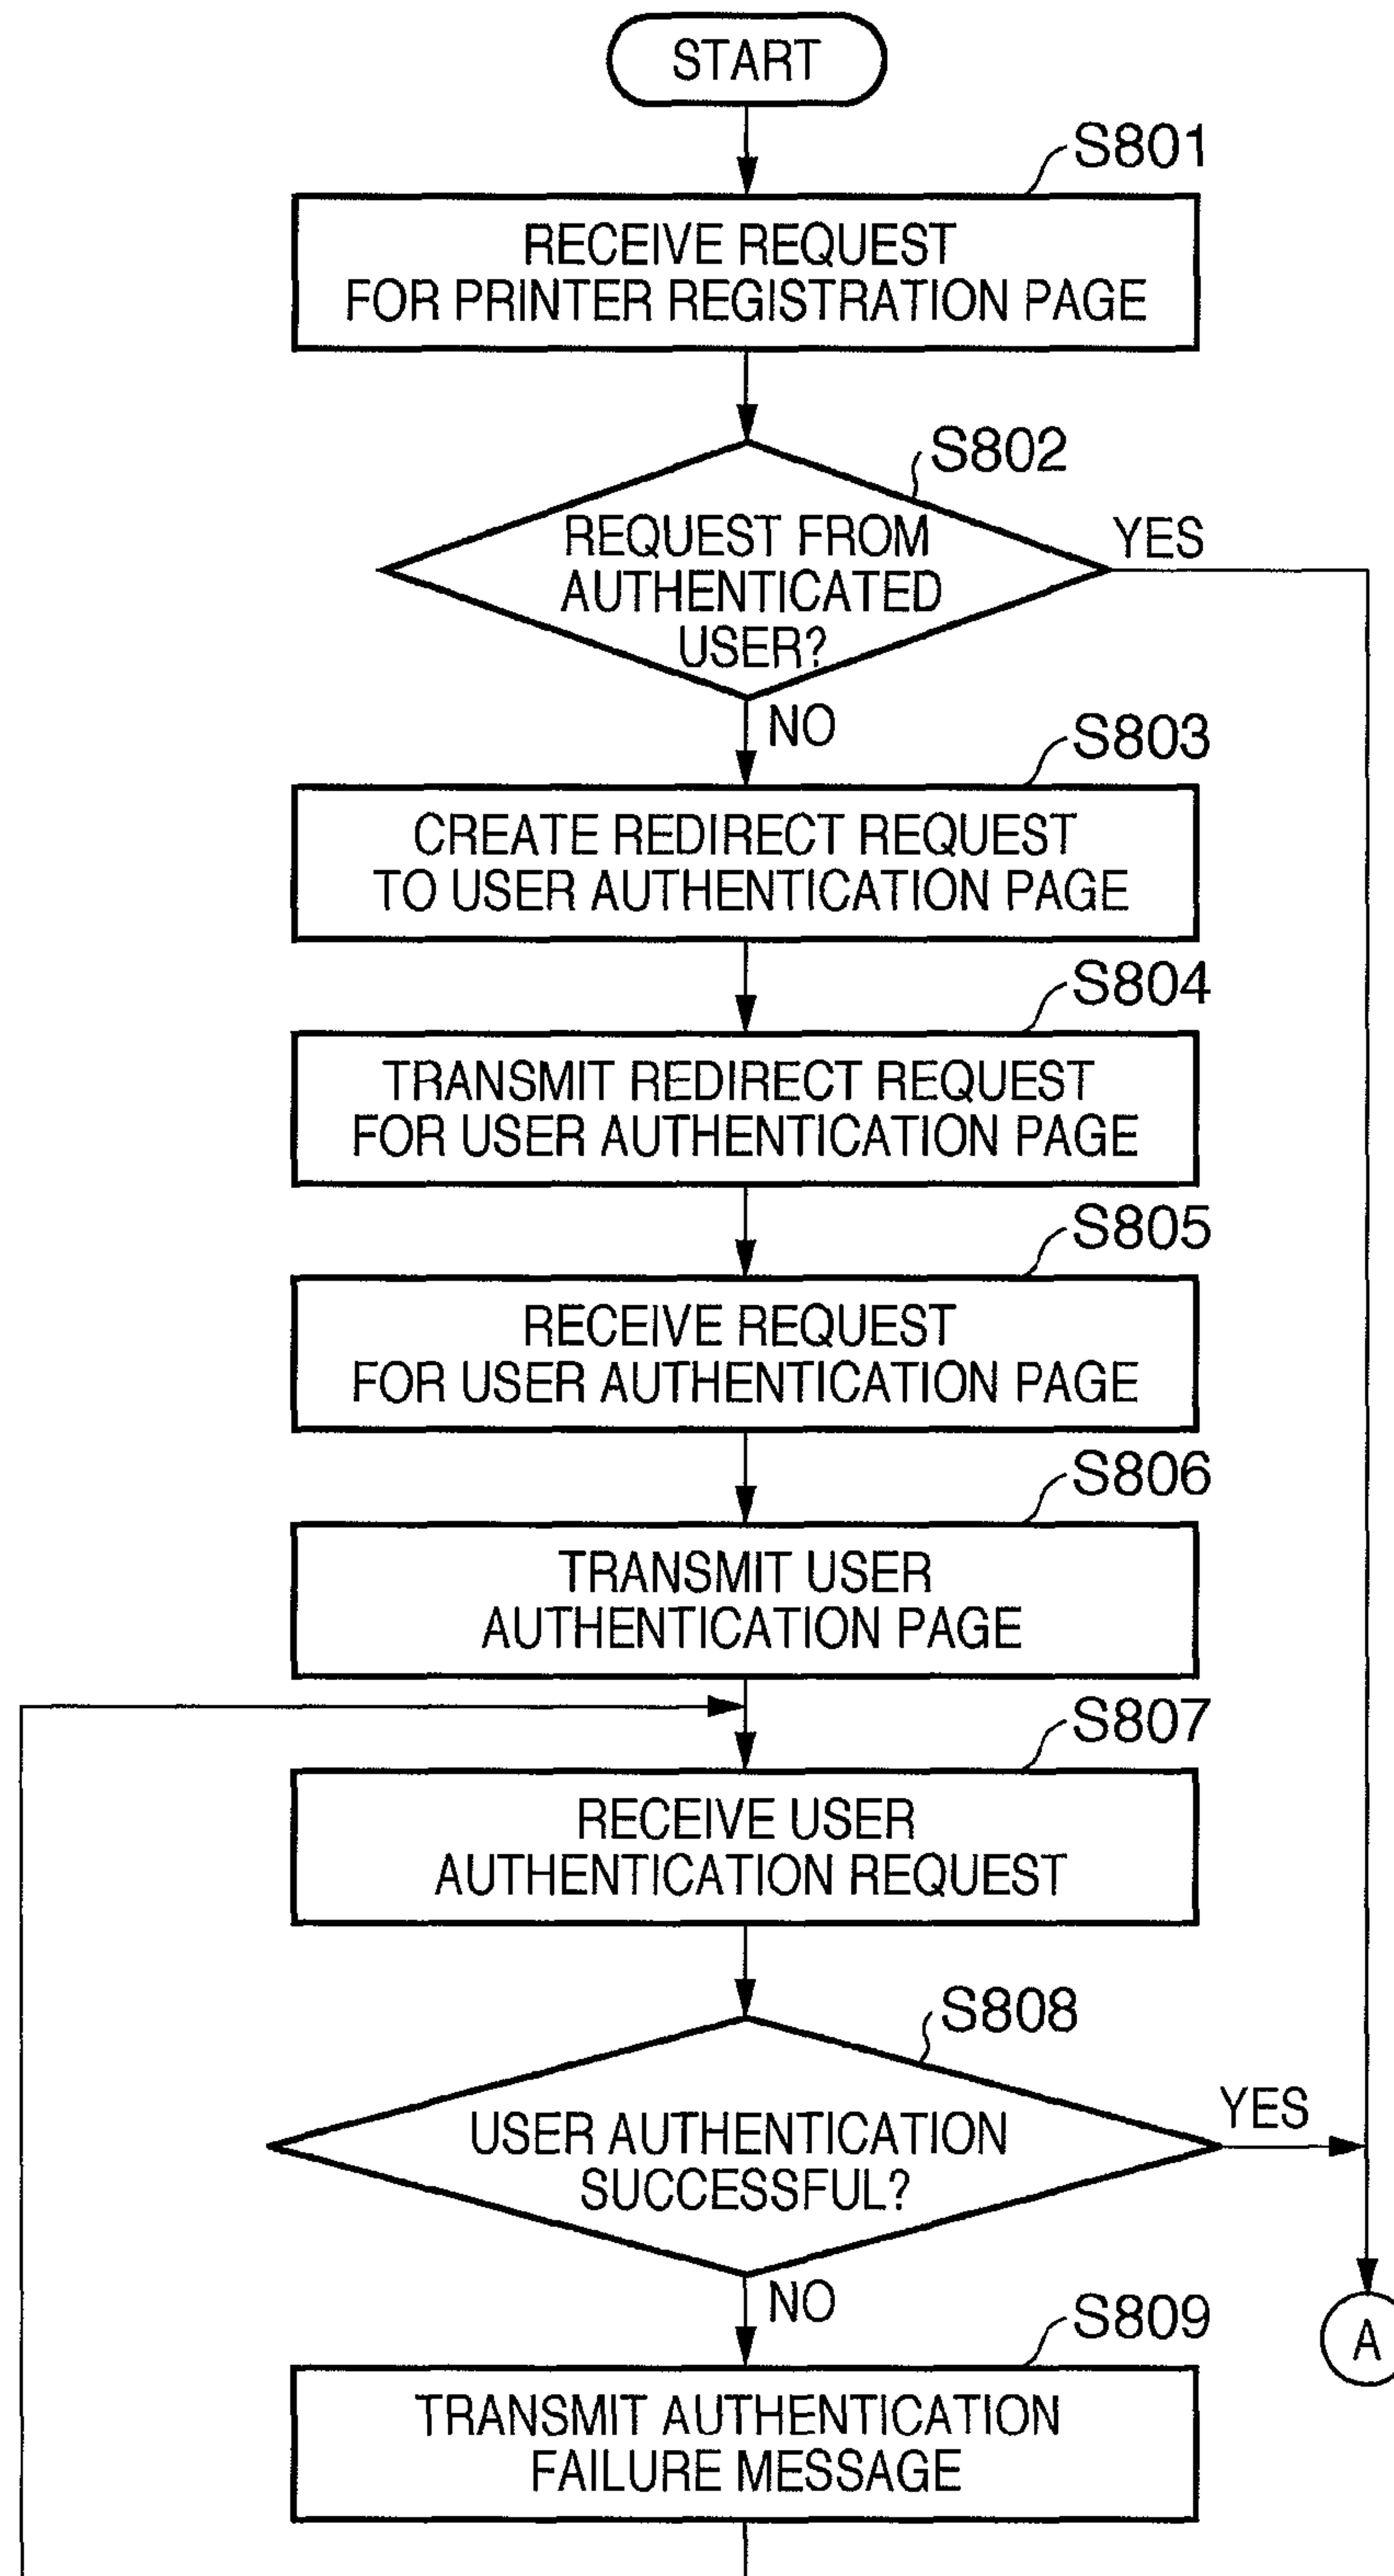 START
S801
RECEIVE REQUEST
FOR PRINTER REGISTRATION PAGE
S802
REQUEST FROM
AUTHENTICATED
USER?
YES
NO
S803
CREATE REDIRECT REQUEST
TO USER AUTHENTICATION PAGE
S804
TRANSMIT REDIRECT REQUEST
FOR USER AUTHENTICATION PAGE
S805
RECEIVE REQUEST
FOR USER AUTHENTICATION PAGE
S806
TRANSMIT USER
AUTHENTICATION PAGE
S807
RECEIVE USER
AUTHENTICATION REQUEST
S808
USER AUTHENTICATION
SUCCESSFUL?
YES
NO
S809
A
TRANSMIT AUTHENTICATION
FAILURE MESSAGE